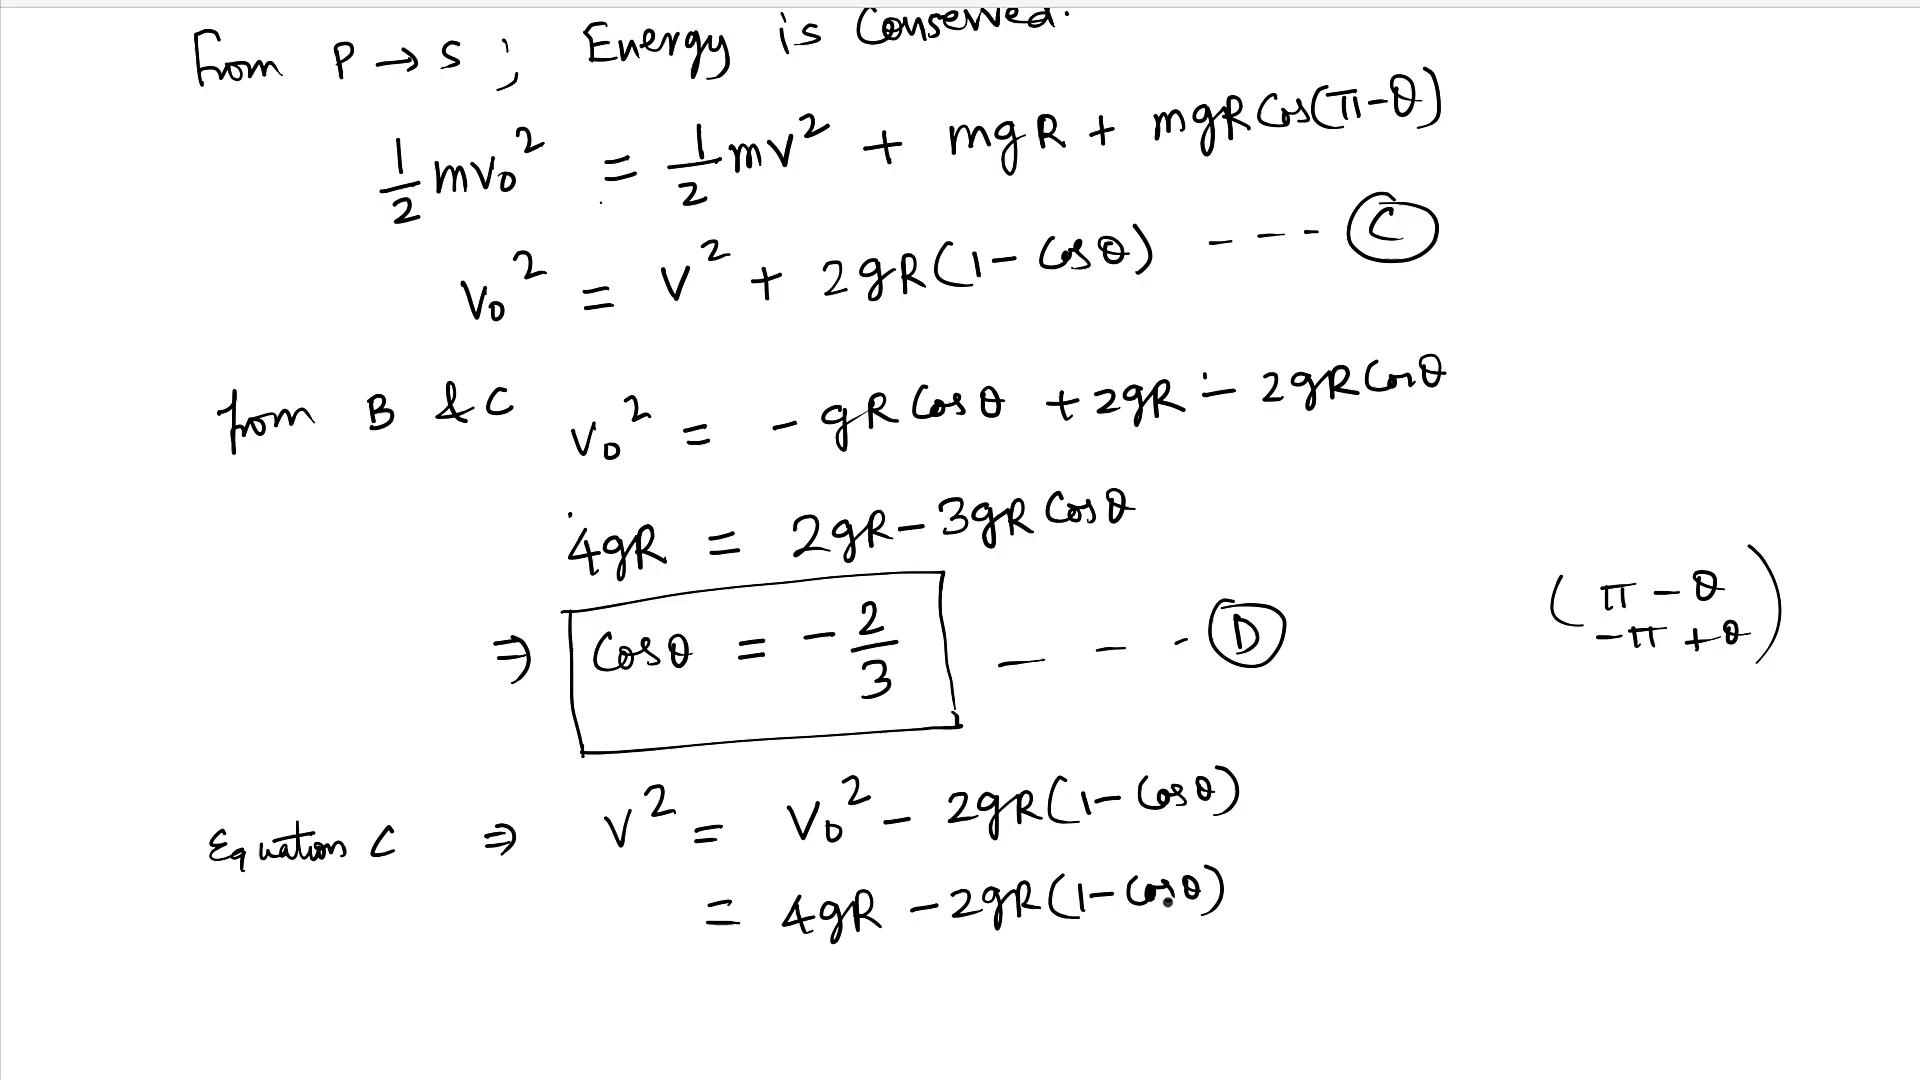 From P → S ; Energy is Conserved.
½ mv₀² = ½ mv² + mgR + mgR Cos(π-θ)
V₀² = V² + 2gR(1 - Cosθ) - - - Ⓒ
from B & C V₀² = - gR Cosθ + 2gR - 2gR Cosθ
4gR = 2gR - 3gR Cosθ
⇒ Cosθ = - 2/3 - - - Ⓓ
(π - θ
-π + θ)
Equation C ⇒ V² = V₀² - 2gR(1 - Cosθ)
= 4gR - 2gR(1 - Cosθ)